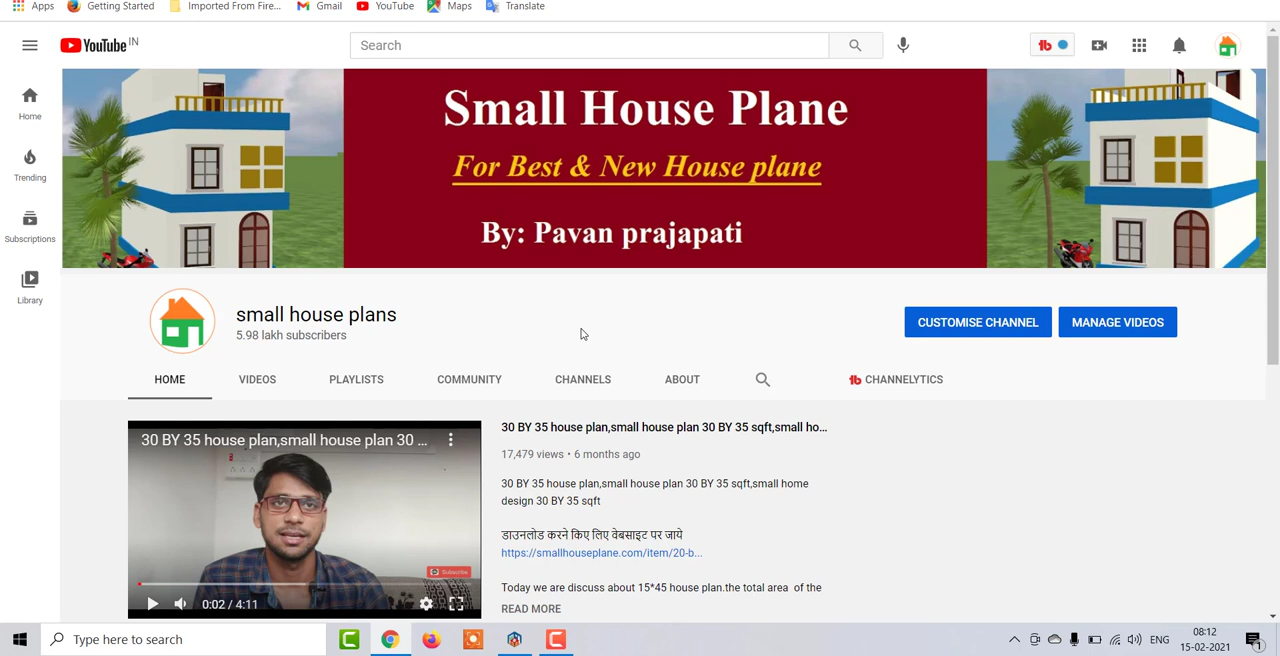 Apps Getting Started Imported From Fire... Gmail YouTube Maps Translate
YouTube IN
Search
tb
Home
Trending
Subscriptions
Library
Small House Plane
For Best & New House plane
By: Pavan prajapati
small house plans
5.98 lakh subscribers
CUSTOMISE CHANNEL MANAGE VIDEOS
HOME VIDEOS PLAYLISTS COMMUNITY CHANNELS ABOUT tb CHANNELYTICS
30 BY 35 house plan,small house plan 30 ...
Subscribe
0:02 / 4:11
30 BY 35 house plan,small house plan 30 BY 35 sqft,small ho...
17,479 views • 6 months ago
30 BY 35 house plan,small house plan 30 BY 35 sqft,small home
design 30 BY 35 sqft
डाउनलोड करने किए लिए वेबसाइट पर जाये
https://smallhouseplane.com/item/20-b...
Today we are discuss about 15*45 house plan.the total area of the
READ MORE
Type here to search
ENG
08:12
15-02-2021
1